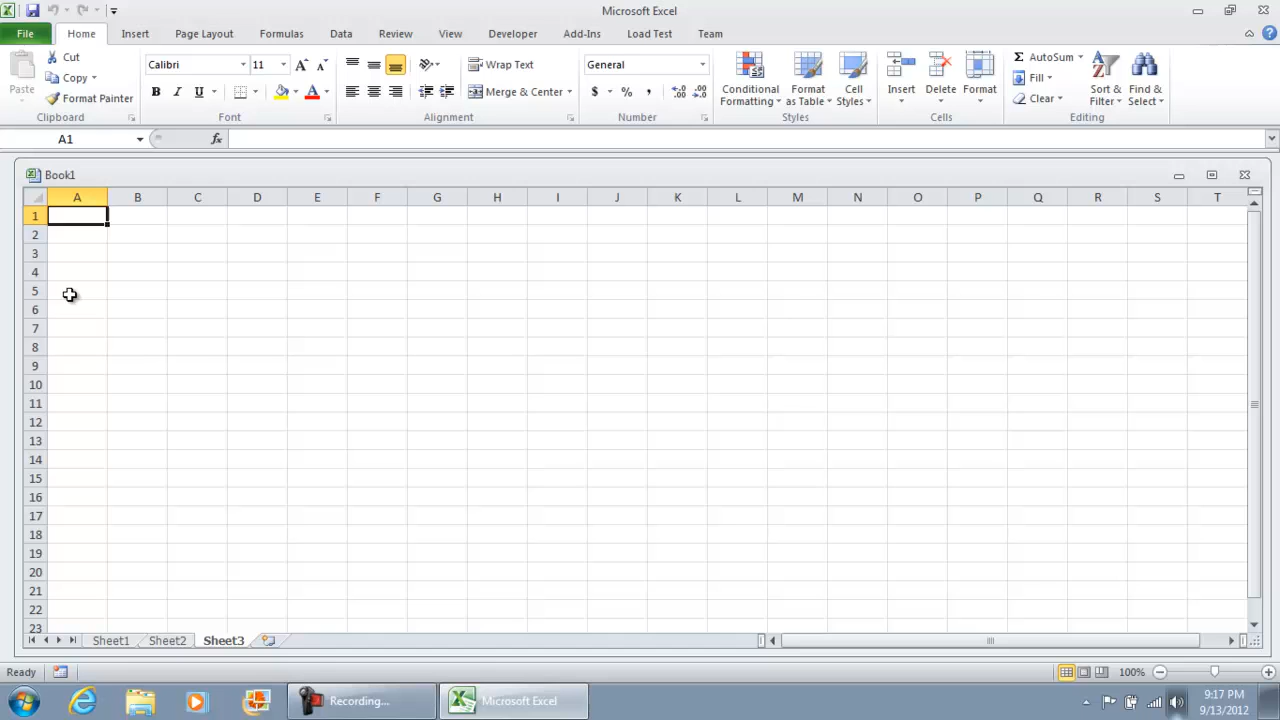 Microsoft Excel
File Home Insert Page Layout Formulas Data Review View Developer Add-Ins Load Test Team
Paste
Cut
Copy
Format Painter
Clipboard
Calibri 11
B I U
Font
Wrap Text
Merge & Center
Alignment
General
$ % ,
Number
Conditional Formatting
Format as Table
Cell Styles
Styles
Insert
Delete
Format
Cells
Σ AutoSum
Fill
Clear
Sort & Filter
Find & Select
Editing
A1 fx
Book1
A B C D E F G H I J K L M N O P Q R S T
1
2
3
4
5
6
7
8
9
10
11
12
13
14
15
16
17
18
19
20
21
22
23
Sheet1 Sheet2 Sheet3
Ready 100%
Recording... Microsoft Excel
9:17 PM
9/13/2012